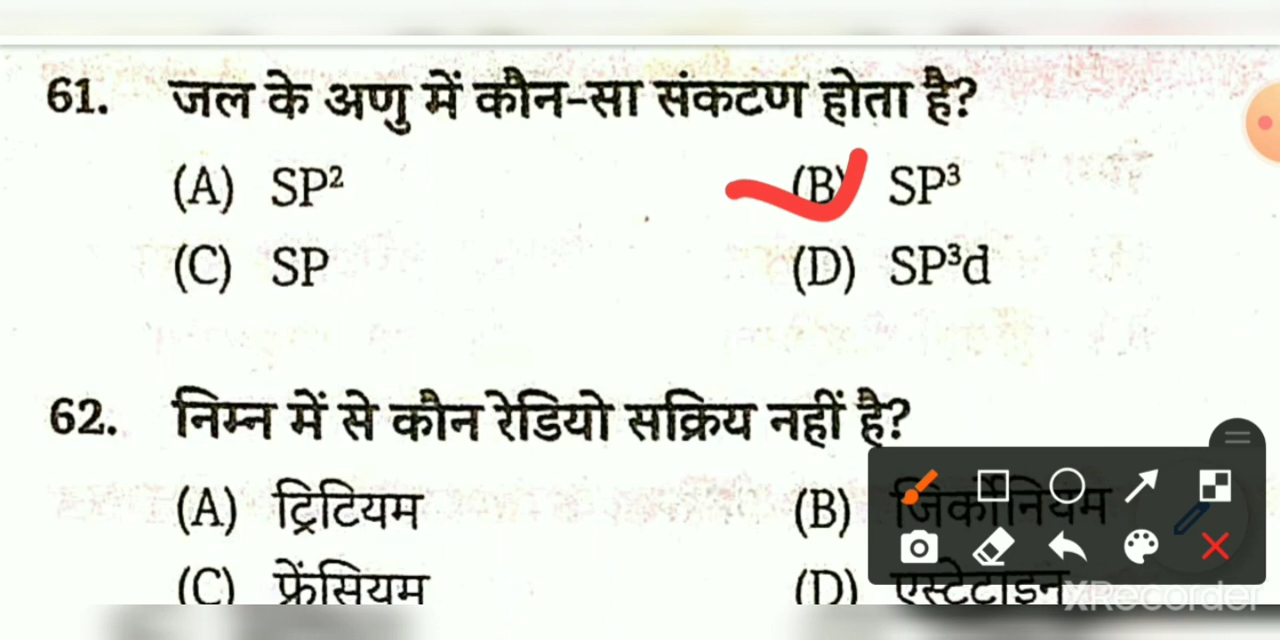 61. जल के अणु में कौन-सा संकटण होता है?
(A) SP² (B) SP³
(C) SP (D) SP³d
62. निम्न में से कौन रेडियो सक्रिय नहीं है?
(A) ट्रिटियम (B) जिर्कोनियम
(C) फ्रेंसियम (D) एस्टेटाइन
XRecorder